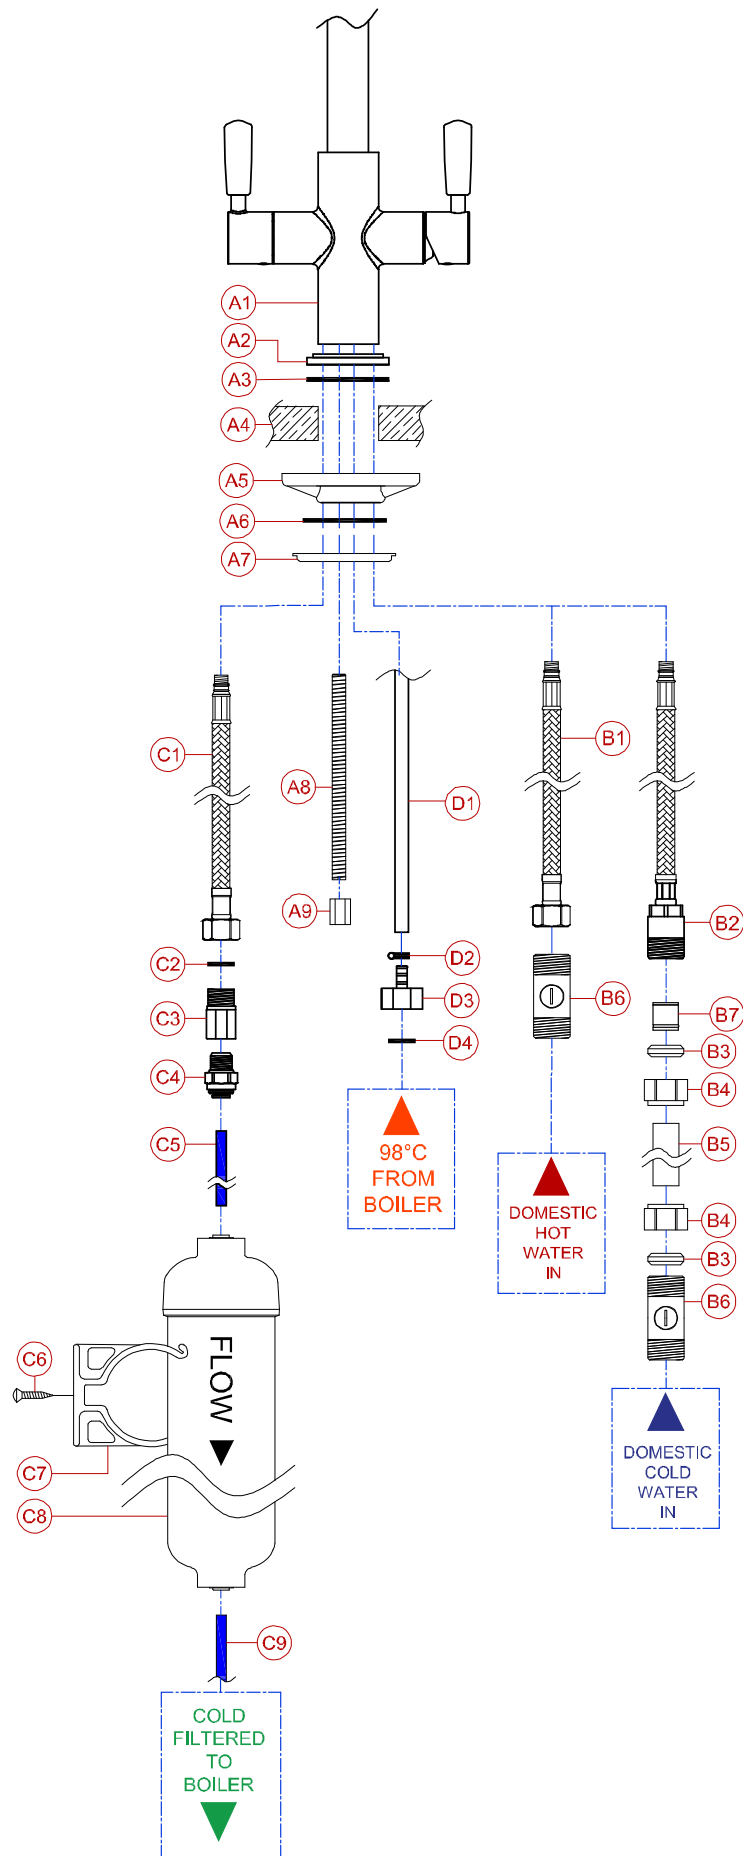 A1
A2
A3
A4
A5
A6
A7
C1
B1
A8
D1
A9
B2
C2
D2
C3
D3
B6
B7
D4
B3
C4
B4
C5
B5
98°C
FROM
BOILER
DOMESTIC
HOT
WATER
IN
B4
B3
B6
FLOW
C6
C7
C8
DOMESTIC
COLD
WATER
IN
C9
COLD
FILTERED
TO
BOILER